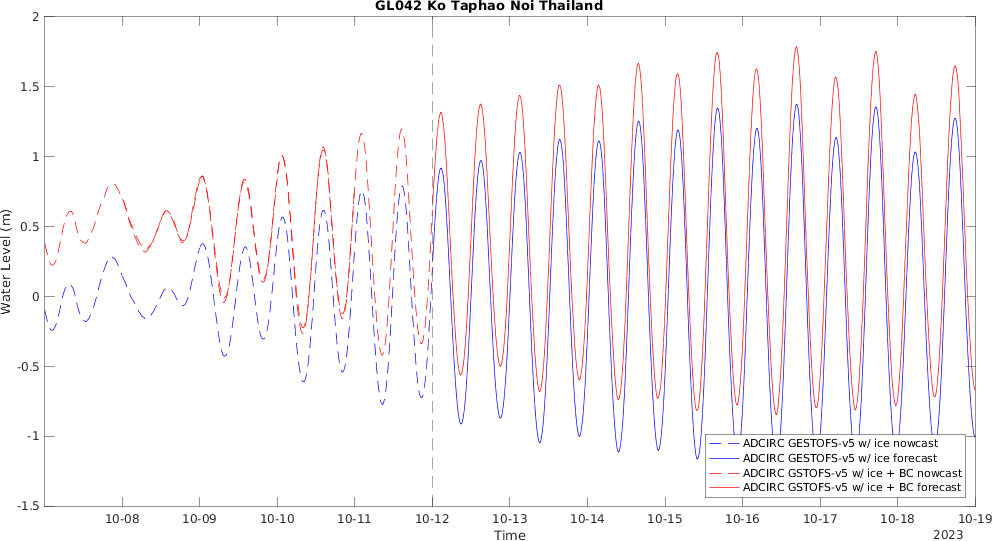 GL042 Ko Taphao Noi Thailand
2
1.5
1
0.5
0
-0.5
-1
-1.5
Water Level (m)
ADCIRC GESTOFS-v5 w/ ice nowcast
ADCIRC GESTOFS-v5 w/ ice forecast
ADCIRC GSTOFS-v5 w/ ice + BC nowcast
ADCIRC GSTOFS-v5 w/ ice + BC forecast
10-08 10-09 10-10 10-11 10-12 10-13 10-14 10-15 10-16 10-17 10-18 10-19
Time
2023